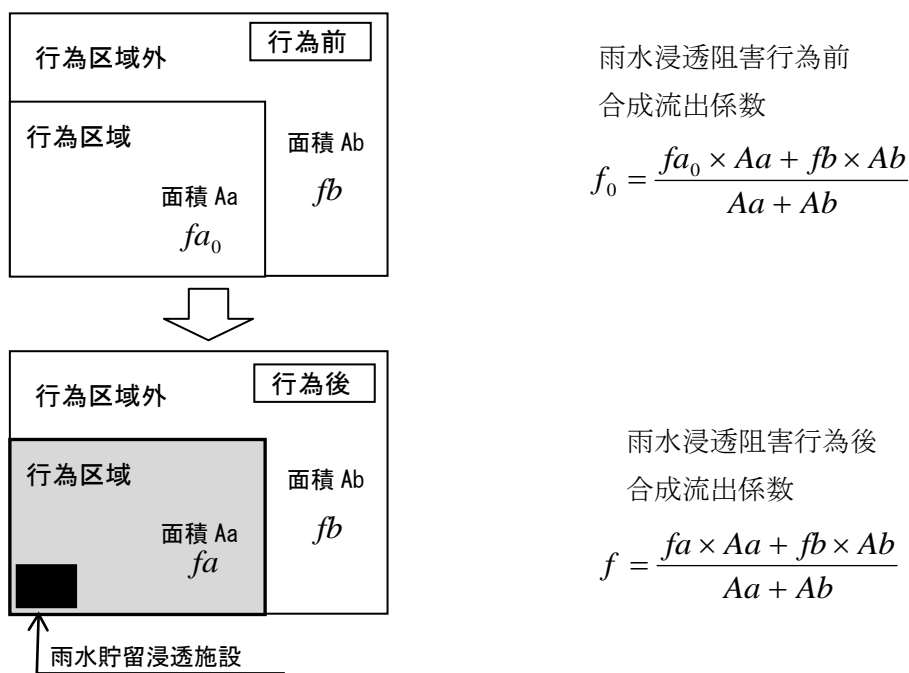 行為区域外
行為前
行為区域
面積 Ab
fb
面積 Aa
fa₀
雨水浸透阻害行為前
合成流出係数
f₀ = (fa₀ × Aa + fb × Ab) / (Aa + Ab)
行為区域外
行為後
行為区域
面積 Ab
fb
面積 Aa
fa
雨水貯留浸透施設
雨水浸透阻害行為後
合成流出係数
f = (fa × Aa + fb × Ab) / (Aa + Ab)